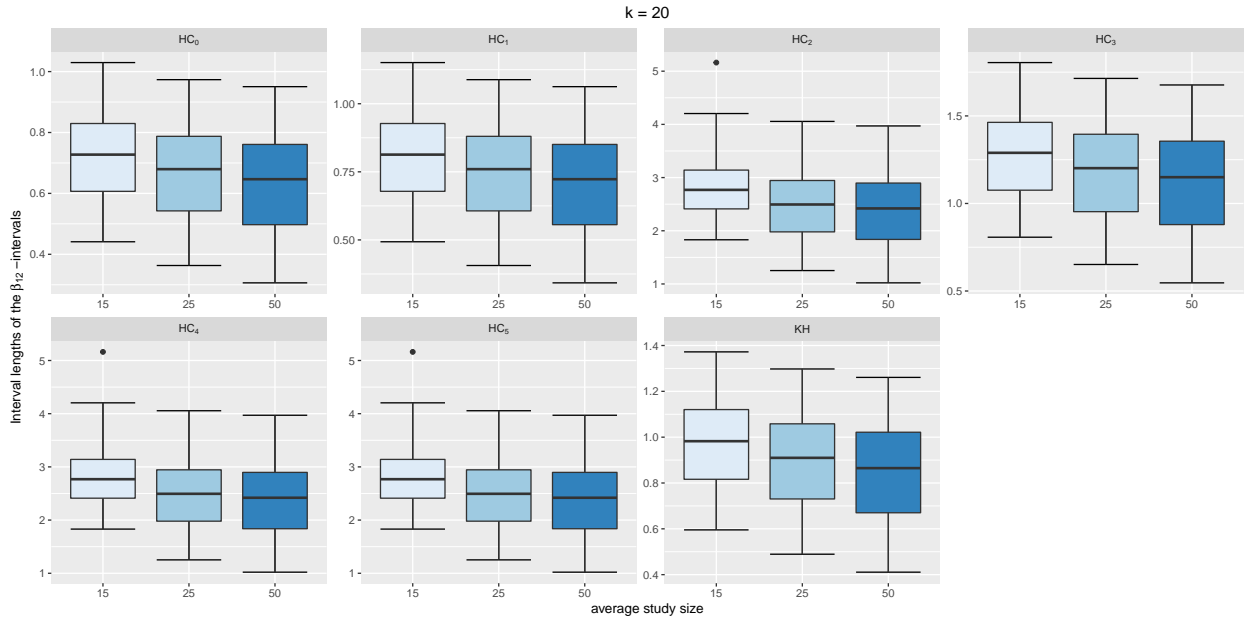 k = 20
HC₀
HC₁
HC₂
HC₃
1.0
0.8
0.6
0.4
1.00
0.75
0.50
5
4
3
2
1
1.5
1.0
0.5
15 25 50
15 25 50
15 25 50
15 25 50
HC₄
HC₅
KH
5
4
3
2
1
5
4
3
2
1
1.4
1.2
1.0
0.8
0.6
0.4
15 25 50
15 25 50
15 25 50
Interval lengths of the β₁₂ −intervals
average study size